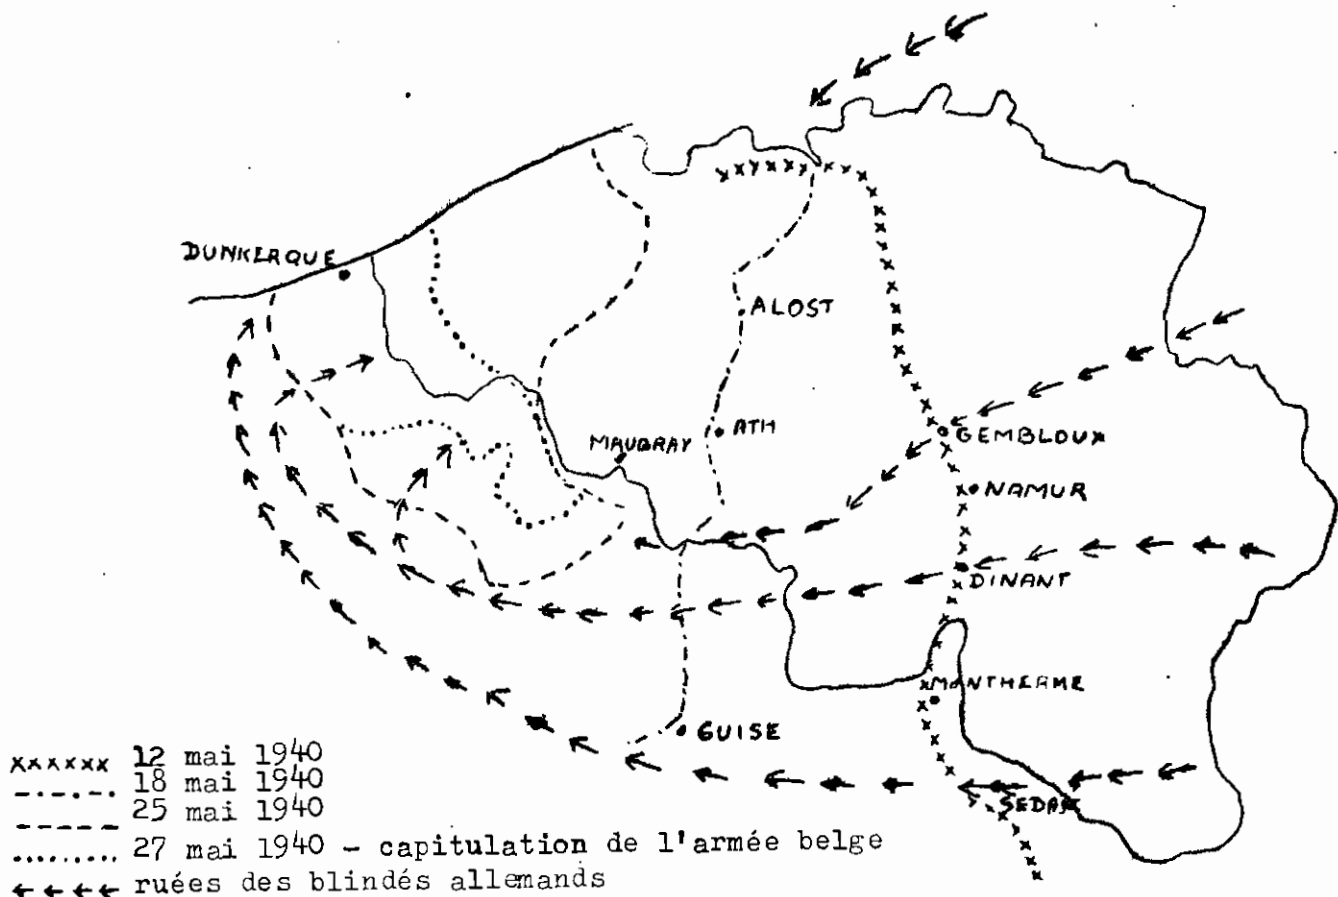 DUNKERQUE
ALOST
ATH
MAUBRAY
GEMBLOUX
NAMUR
DINANT
MONTHERME
GUISE
SEDAN
xxxxxx 12 mai 1940
18 mai 1940
25 mai 1940
27 mai 1940 - capitulation de l'armée belge
ruées des blindés allemands